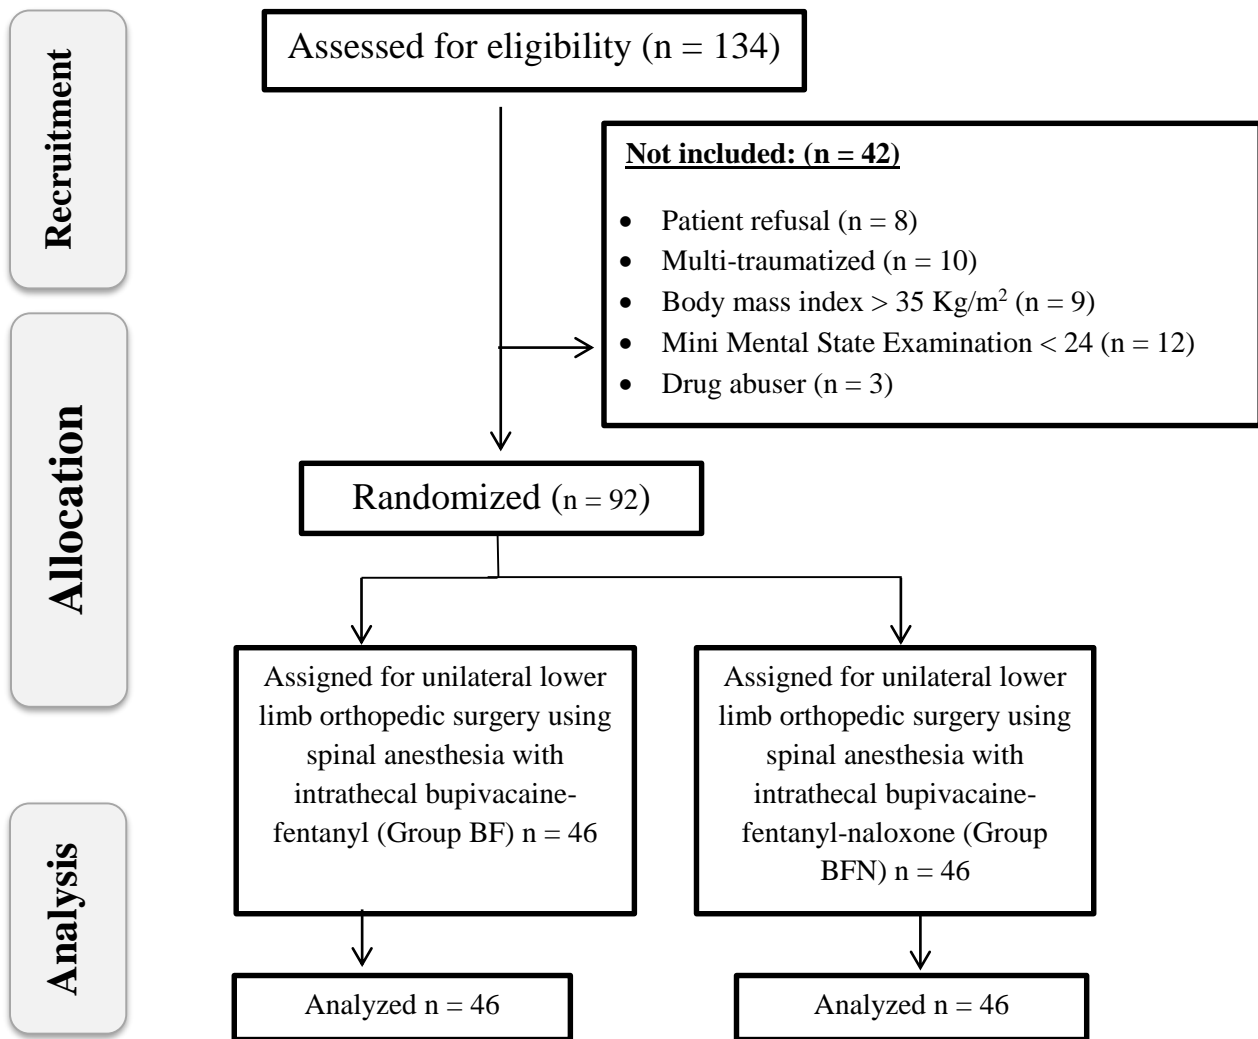 Recruitment
Assessed for eligibility (n = 134)
Not included: (n = 42)
• Patient refusal (n = 8)
• Multi-traumatized (n = 10)
• Body mass index > 35 Kg/m² (n = 9)
• Mini Mental State Examination < 24 (n = 12)
• Drug abuser (n = 3)
Allocation
Randomized (n = 92)
Assigned for unilateral lower
limb orthopedic surgery using
spinal anesthesia with
intrathecal bupivacaine-
fentanyl (Group BF) n = 46
Assigned for unilateral lower
limb orthopedic surgery using
spinal anesthesia with
intrathecal bupivacaine-
fentanyl-naloxone (Group
BFN) n = 46
Analysis
Analyzed n = 46
Analyzed n = 46